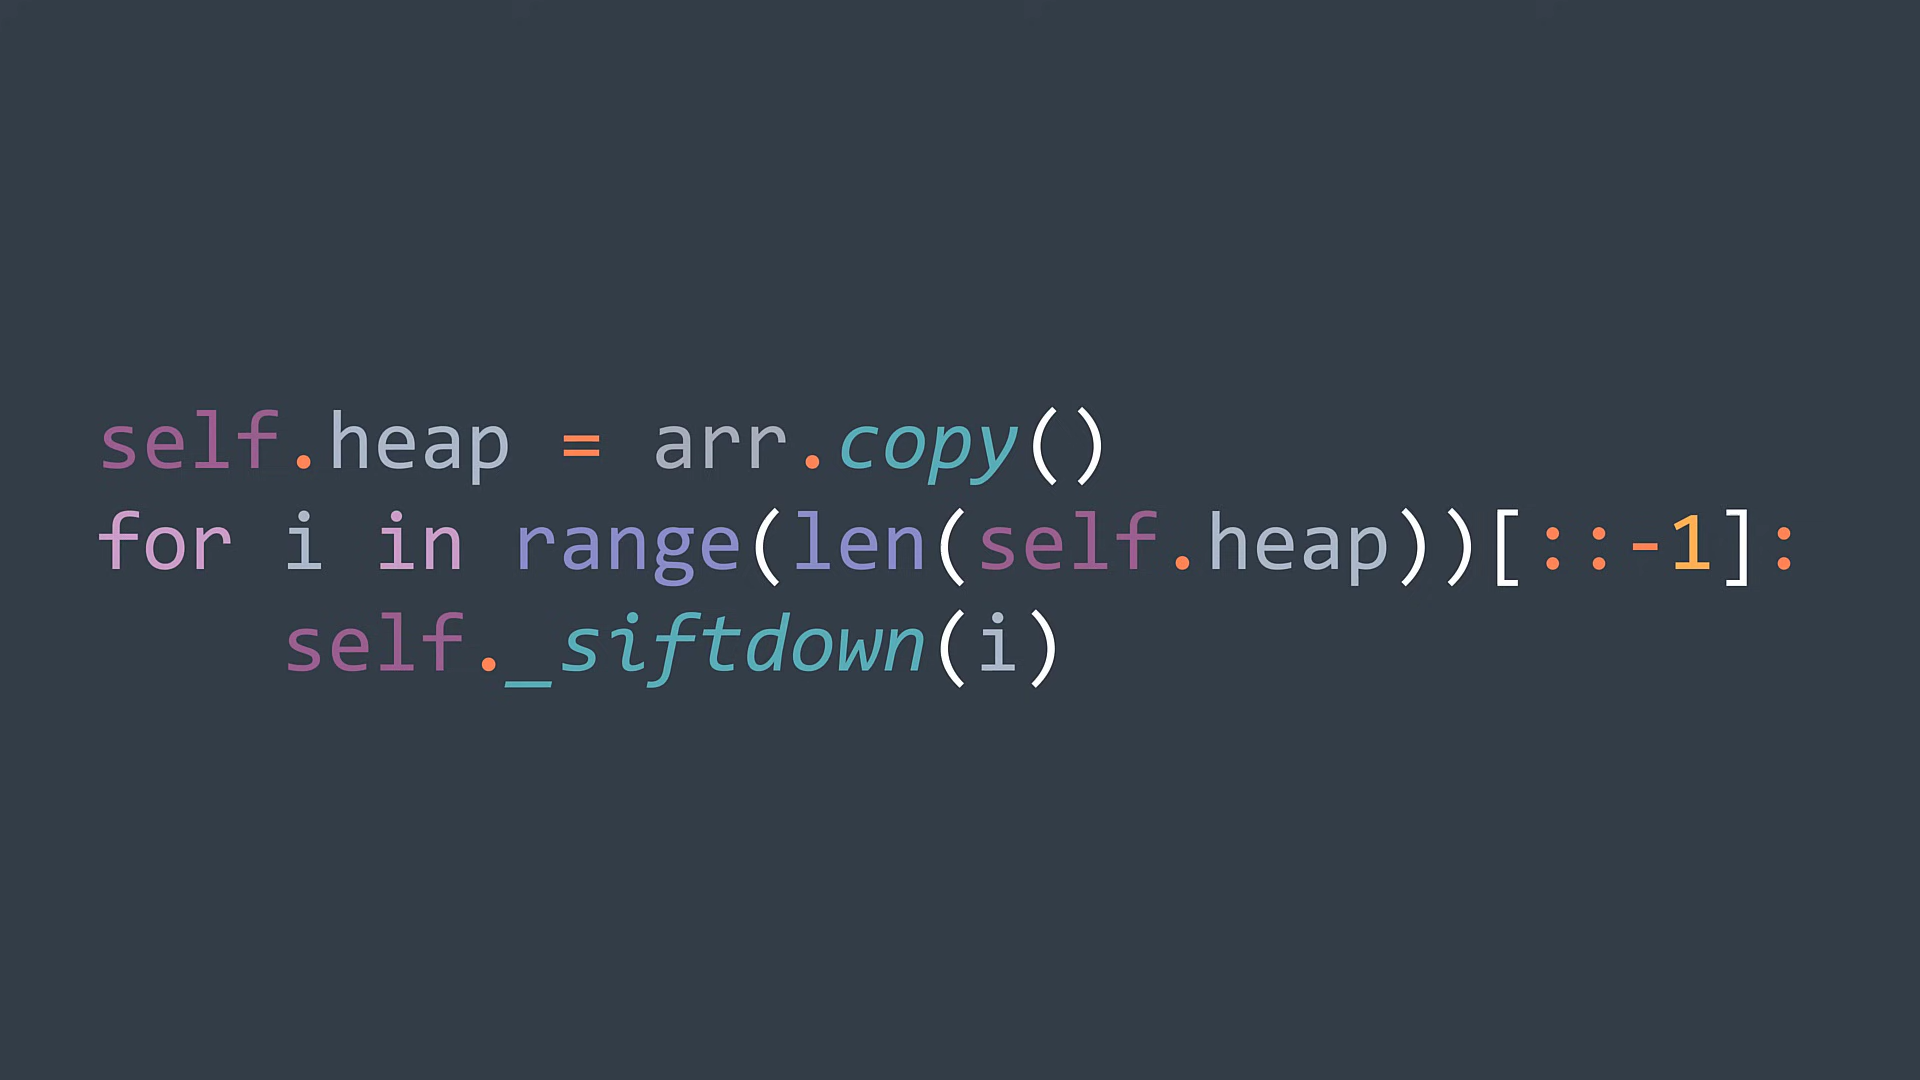 self.heap = arr.copy()
for i in range(len(self.heap))[::-1]:
    self._siftdown(i)